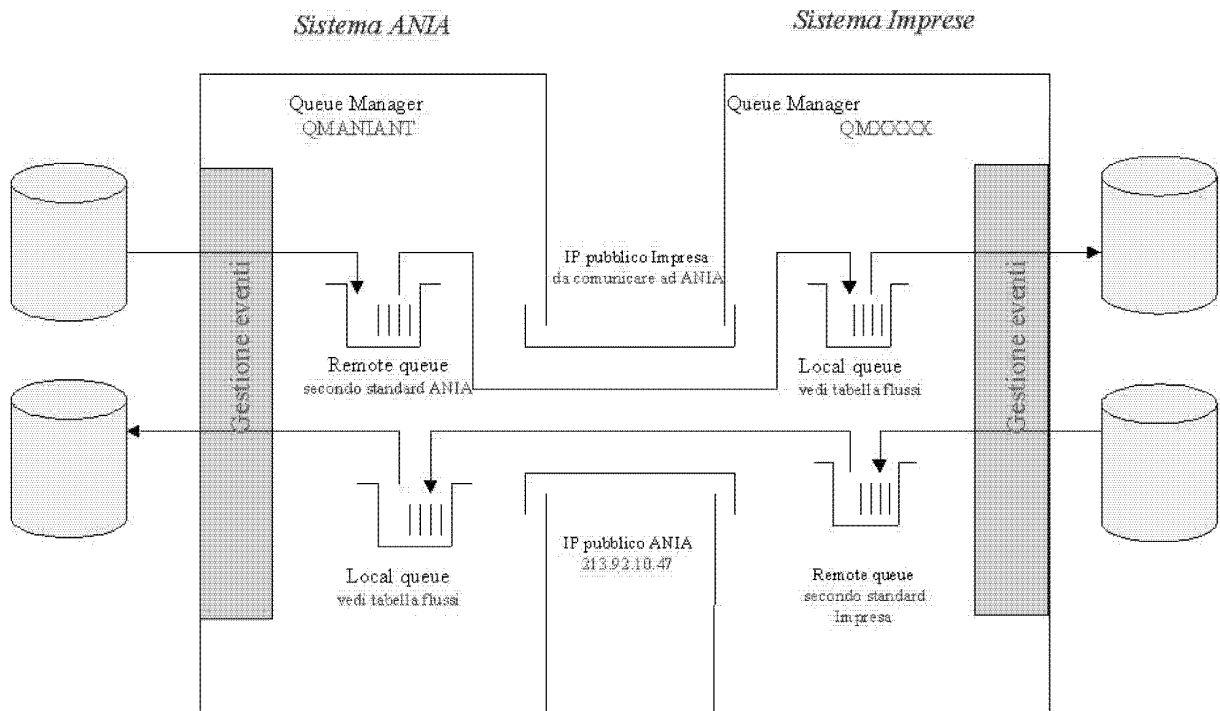 Sistema ANIA
Sistema Imprese
Queue Manager
QMANIANT
Queue Manager
QMXXXX
Gestione eventi
Gestione eventi
IP pubblico Impresa
da comunicare ad ANIA
Remote queue
secondo standard ANIA
Local queue
vedi tabella flussi
Local queue
vedi tabella flussi
IP pubblico ANIA
213.92.10.47
Remote queue
secondo standard
Impresa